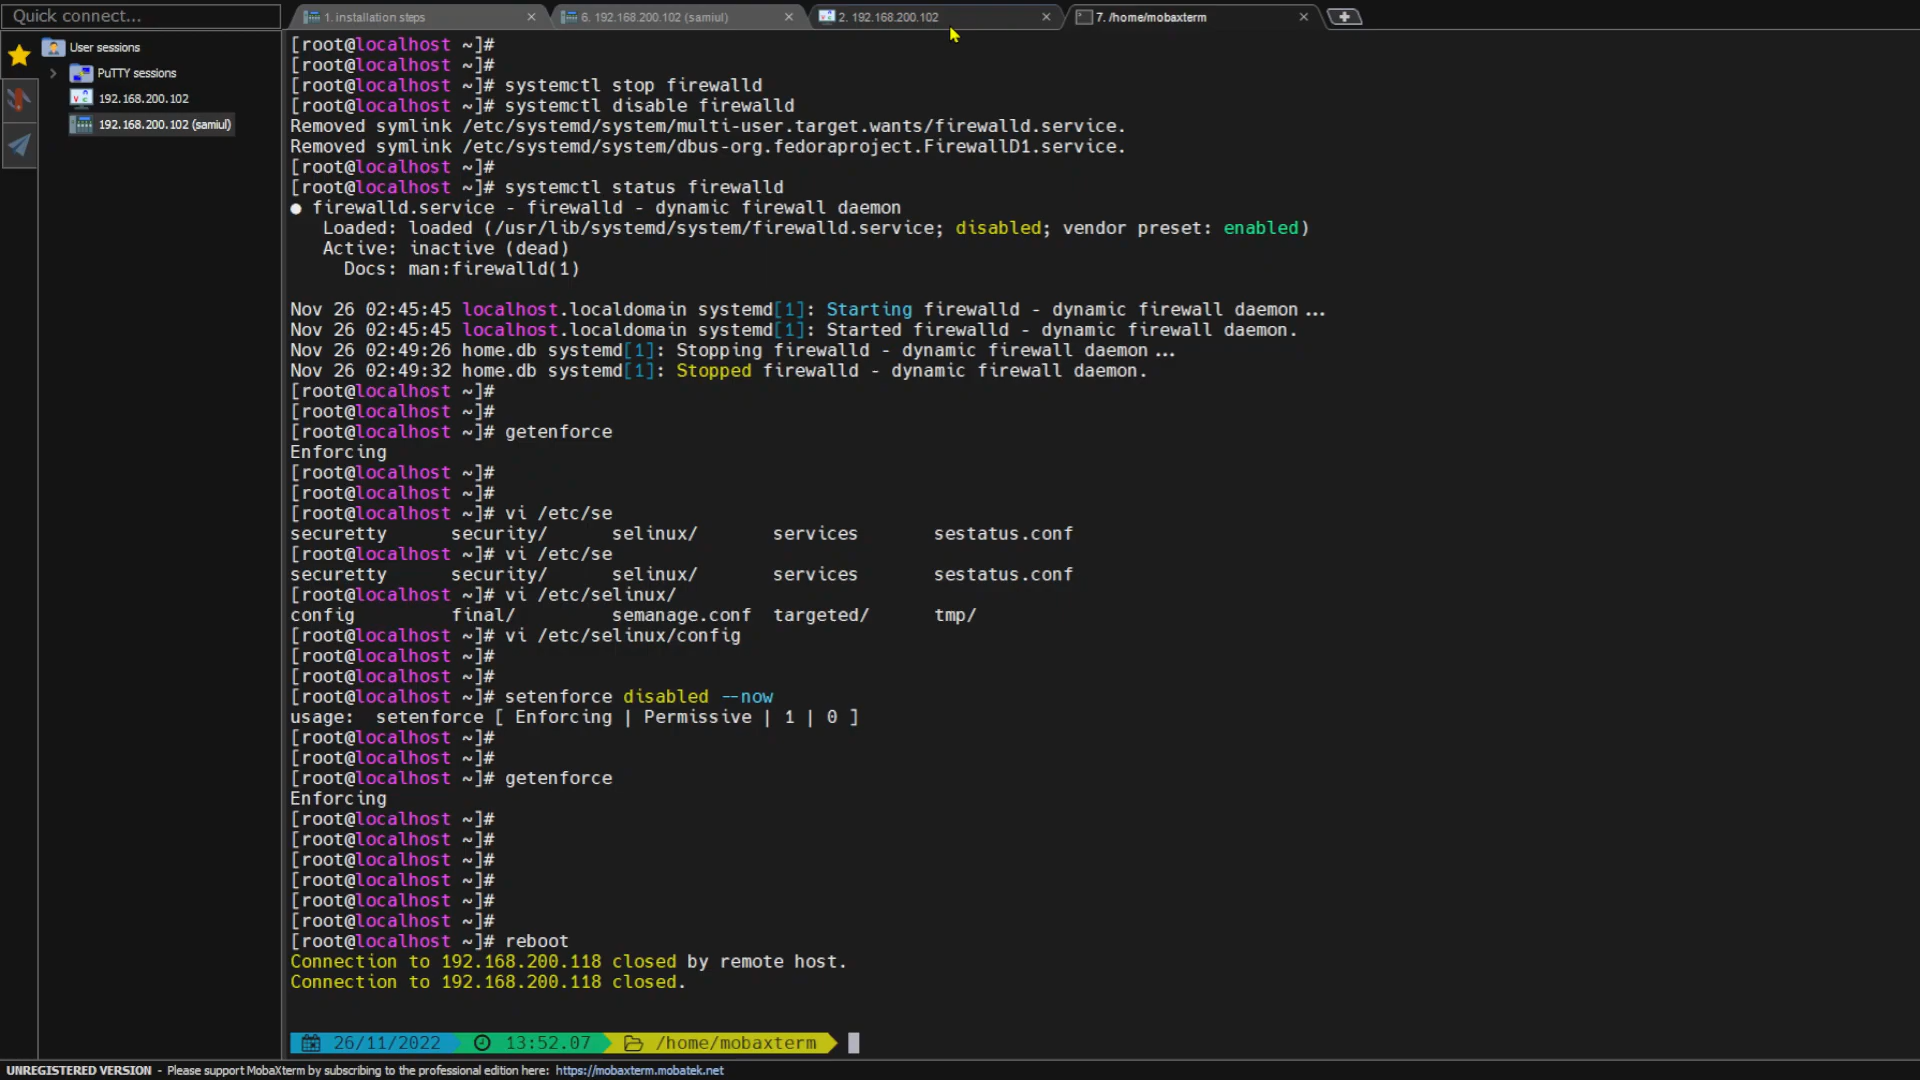 Quick connect...
1. installation steps
6. 192.168.200.102 (samiul)
2. 192.168.200.102
7. /home/mobaxterm
User sessions
PuTTY sessions
192.168.200.102
192.168.200.102 (samiul)
[root@localhost ~]#
[root@localhost ~]#
[root@localhost ~]# systemctl stop firewalld
[root@localhost ~]# systemctl disable firewalld
Removed symlink /etc/systemd/system/multi-user.target.wants/firewalld.service.
Removed symlink /etc/systemd/system/dbus-org.fedoraproject.FirewallD1.service.
[root@localhost ~]#
[root@localhost ~]# systemctl status firewalld
● firewalld.service - firewalld - dynamic firewall daemon
Loaded: loaded (/usr/lib/systemd/system/firewalld.service; disabled; vendor preset: enabled)
Active: inactive (dead)
Docs: man:firewalld(1)
Nov 26 02:45:45 localhost.localdomain systemd[1]: Starting firewalld - dynamic firewall daemon...
Nov 26 02:45:45 localhost.localdomain systemd[1]: Started firewalld - dynamic firewall daemon.
Nov 26 02:49:26 home.db systemd[1]: Stopping firewalld - dynamic firewall daemon...
Nov 26 02:49:32 home.db systemd[1]: Stopped firewalld - dynamic firewall daemon.
[root@localhost ~]#
[root@localhost ~]#
[root@localhost ~]# getenforce
Enforcing
[root@localhost ~]#
[root@localhost ~]#
[root@localhost ~]# vi /etc/se
securetty security/ selinux/ services sestatus.conf
[root@localhost ~]# vi /etc/se
securetty security/ selinux/ services sestatus.conf
[root@localhost ~]# vi /etc/selinux/
config final/ semanage.conf targeted/ tmp/
[root@localhost ~]# vi /etc/selinux/config
[root@localhost ~]#
[root@localhost ~]#
[root@localhost ~]# setenforce disabled --now
usage: setenforce [ Enforcing | Permissive | 1 | 0 ]
[root@localhost ~]#
[root@localhost ~]#
[root@localhost ~]# getenforce
Enforcing
[root@localhost ~]#
[root@localhost ~]#
[root@localhost ~]#
[root@localhost ~]#
[root@localhost ~]#
[root@localhost ~]#
[root@localhost ~]# reboot
Connection to 192.168.200.118 closed by remote host.
Connection to 192.168.200.118 closed.
26/11/2022 13:52.07 /home/mobaxterm
UNREGISTERED VERSION - Please support MobaXterm by subscribing to the professional edition here: https://mobaxterm.mobatek.net